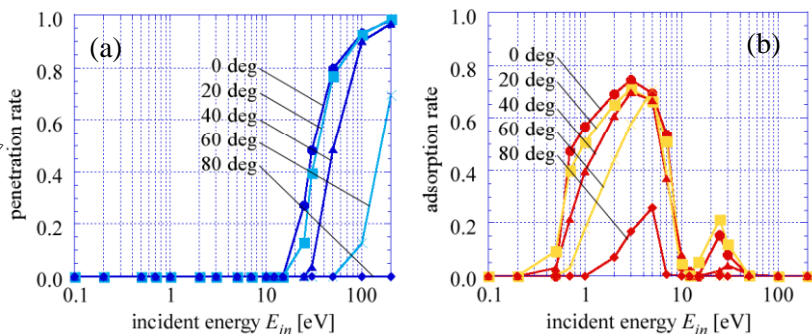 (a)
penetration rate
1.0
0.8
0.6
0.4
0.2
0.0
0 deg
20 deg
40 deg
60 deg
80 deg
0.1
1
10
100
incident energy E_in [eV]
(b)
adsorption rate
1.0
0.8
0.6
0.4
0.2
0.0
0 deg
20 deg
40 deg
60 deg
80 deg
0.1
1
10
100
incident energy E_in [eV]